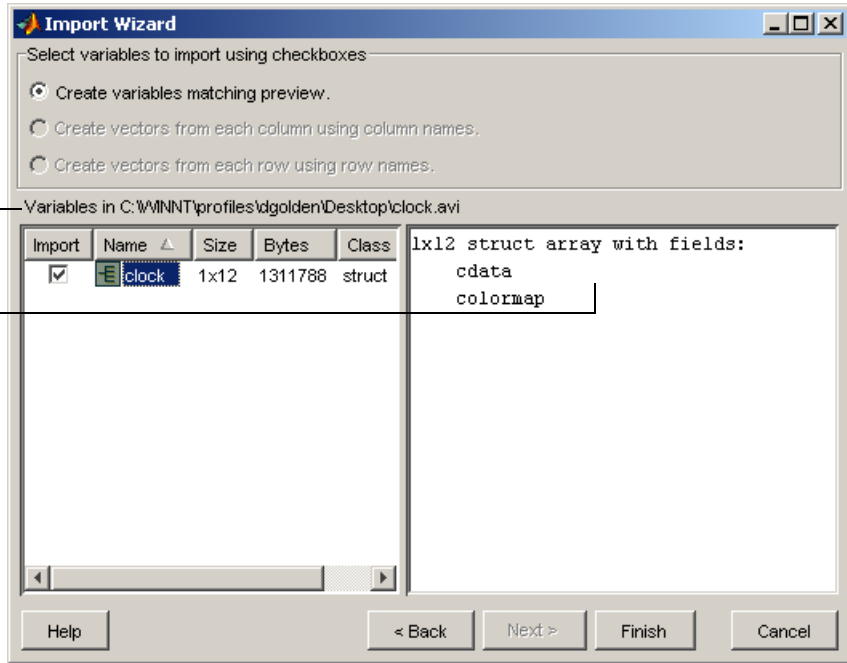 Import Wizard
Select variables to import using checkboxes
Create variables matching preview.
Create vectors from each column using column names.
Create vectors from each row using row names.
Variables in C:\WINNT\profiles\dgolden\Desktop\clock.avi
Import Name Size Bytes Class
clock 1x12 1311788 struct
1x12 struct array with fields:
cdata
colormap
Help < Back Next > Finish Cancel